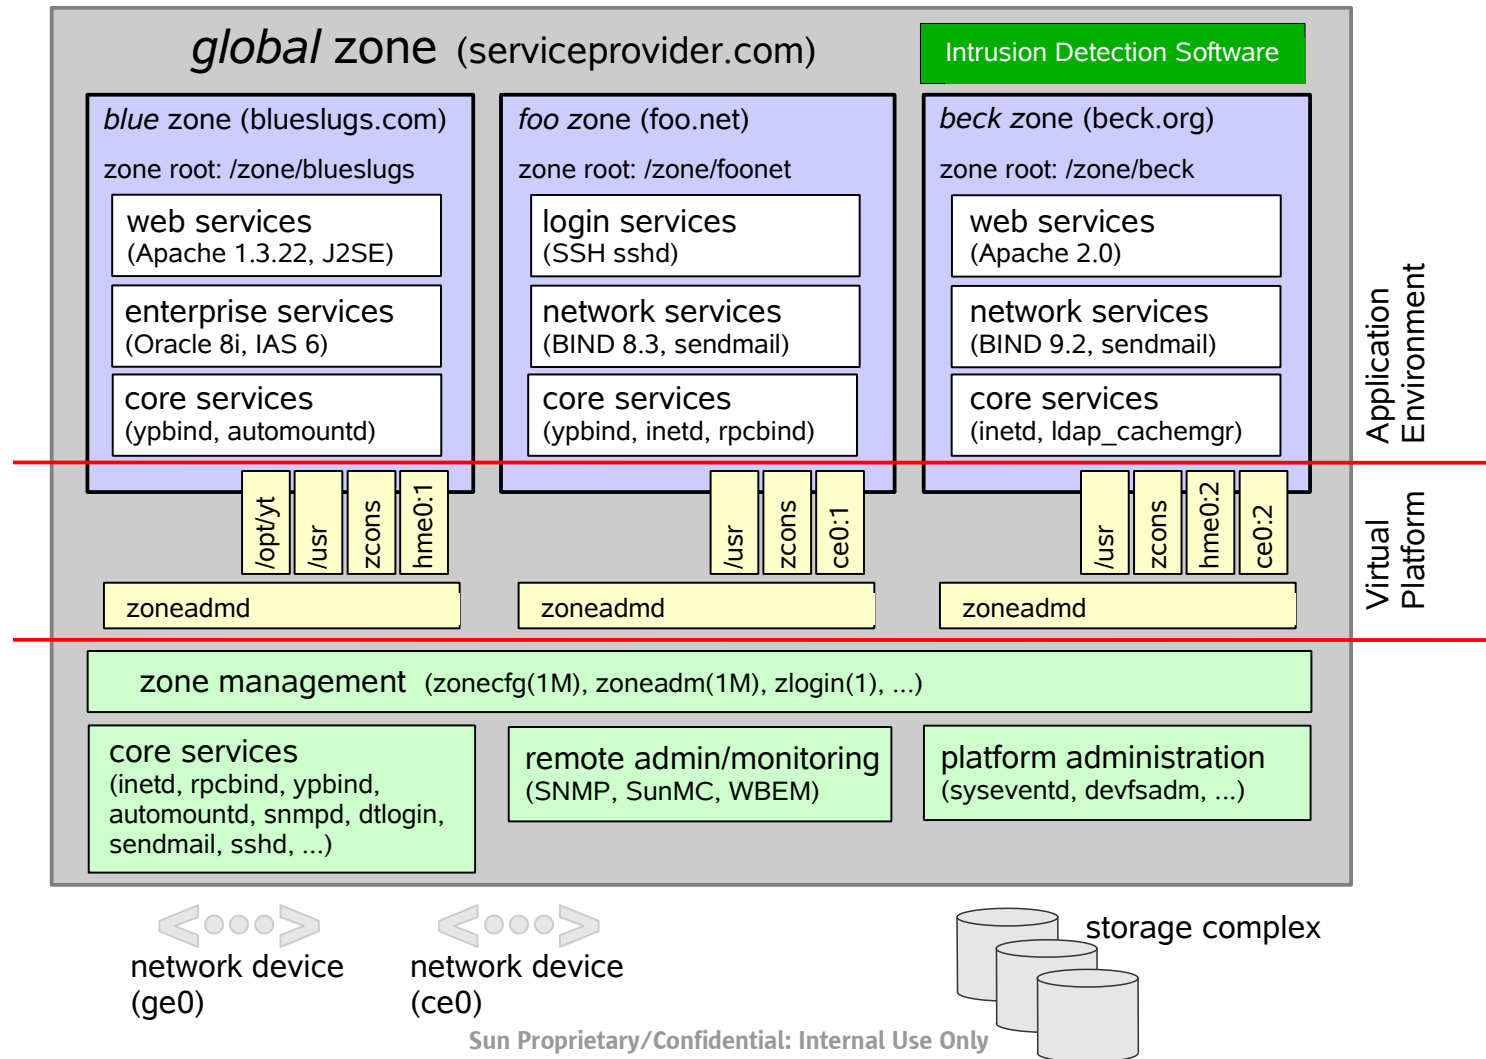 global zone (serviceprovider.com)
Intrusion Detection Software
blue zone (blueslugs.com)
zone root: /zone/blueslugs
web services
(Apache 1.3.22, J2SE)
enterprise services
(Oracle 8i, IAS 6)
core services
(ypbind, automountd)
foo zone (foo.net)
zone root: /zone/foonet
login services
(SSH sshd)
network services
(BIND 8.3, sendmail)
core services
(ypbind, inetd, rpcbind)
beck zone (beck.org)
zone root: /zone/beck
web services
(Apache 2.0)
network services
(BIND 9.2, sendmail)
core services
(inetd, ldap_cachemgr)
Application
Environment
/opt/yt
/usr
zcons
hme0:1
/usr
zcons
ce0:1
/usr
zcons
hme0:2
ce0:2
zoneadmd
zoneadmd
zoneadmd
Virtual
Platform
zone management (zonecfg(1M), zoneadm(1M), zlogin(1), ...)
core services
(inetd, rpcbind, ypbind,
automountd, snmpd, dtlogin,
sendmail, sshd, ...)
remote admin/monitoring
(SNMP, SunMC, WBEM)
platform administration
(syseventd, devfsadm, ...)
network device
(ge0)
network device
(ce0)
storage complex
Sun Proprietary/Confidential: Internal Use Only